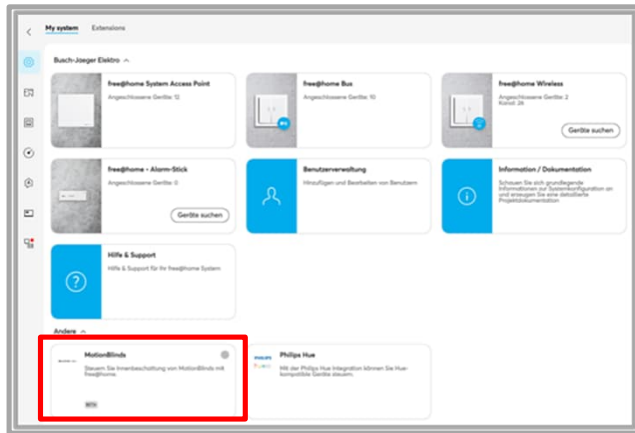 My system Extensions
Busch-Jaeger Elektro
free@home System Access Point
Angeschlossene Geräte: 12
free@home Bus
Angeschlossene Geräte: 10
free@home Wireless
Angeschlossene Geräte: 2
Kanal: 26
Geräte suchen
free@home - Alarm-Stick
Angeschlossene Geräte: 0
Geräte suchen
Benutzerverwaltung
Hinzufügen und Bearbeiten von Benutzern
Information / Dokumentation
Schauen Sie sich grundlegende
Informationen zur Systemkonfiguration an
und erzeugen Sie eine detaillierte
Projektdokumentation
Hilfe & Support
Hilfe & Support für Ihr free@home System
Andere
MotionBlinds
Steuern Sie Innenbeschattung von MotionBlinds mit
free@home.
BETA
PHILIPS
Philips Hue
Mit der Philips Hue Integration können Sie Hue-
kompatible Geräte steuern.